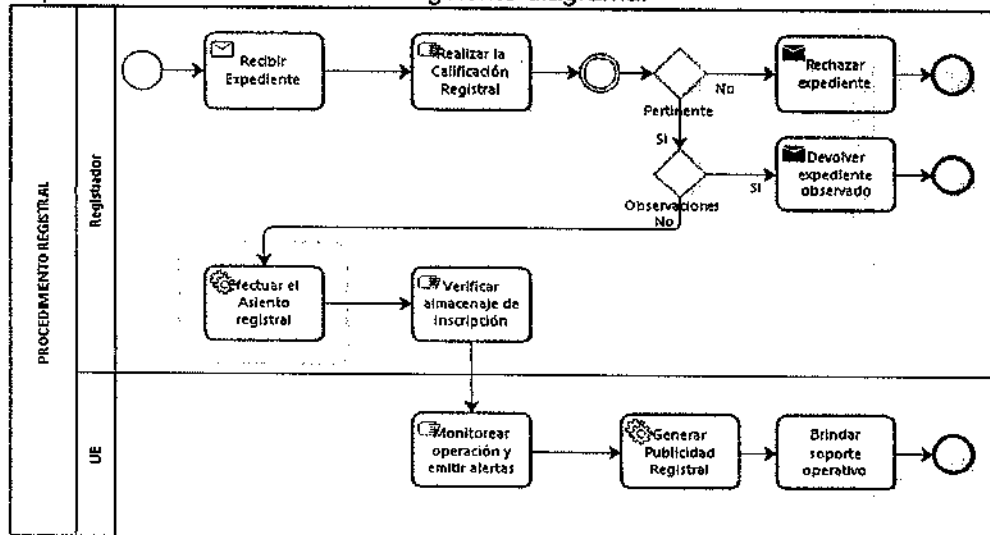 PROCEDIMIENTO REGISTRAL
Registrador
Recibir
Expediente
Realizar la
Calificación
Registral
Pertinente
No
Rechazar
expediente
Si
Observaciones
SI
Devolver
expediente
observado
No
fectuar el
Asiento
registral
Verificar
almacenaje de
Inscripción
UE
Monitorear
operación y
emitir alertas
Generar
Publicidad
Registral
Brindar
soporte
operativo